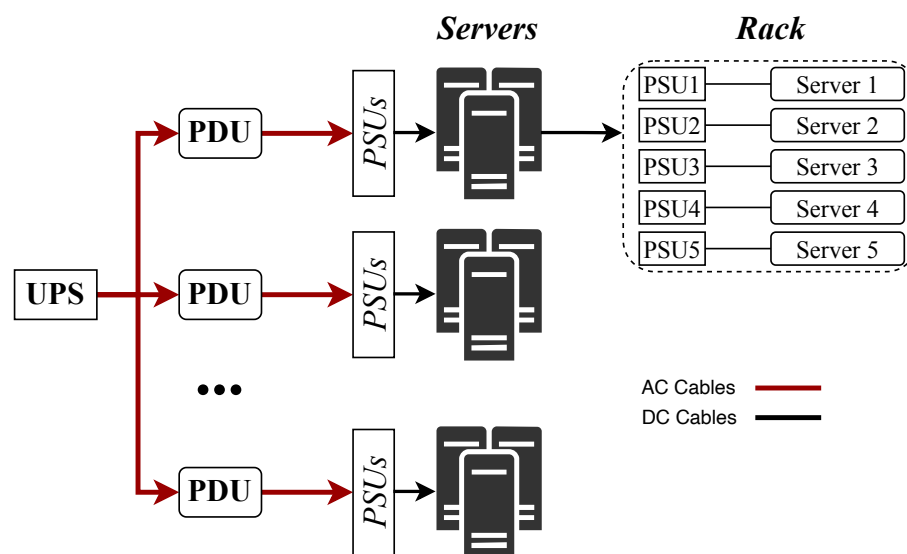 Servers
Rack
PDU
PSUs
PSU1 Server 1
PSU2 Server 2
PSU3 Server 3
PSU4 Server 4
PSU5 Server 5
UPS
PDU
PSUs
AC Cables
DC Cables
PDU
PSUs